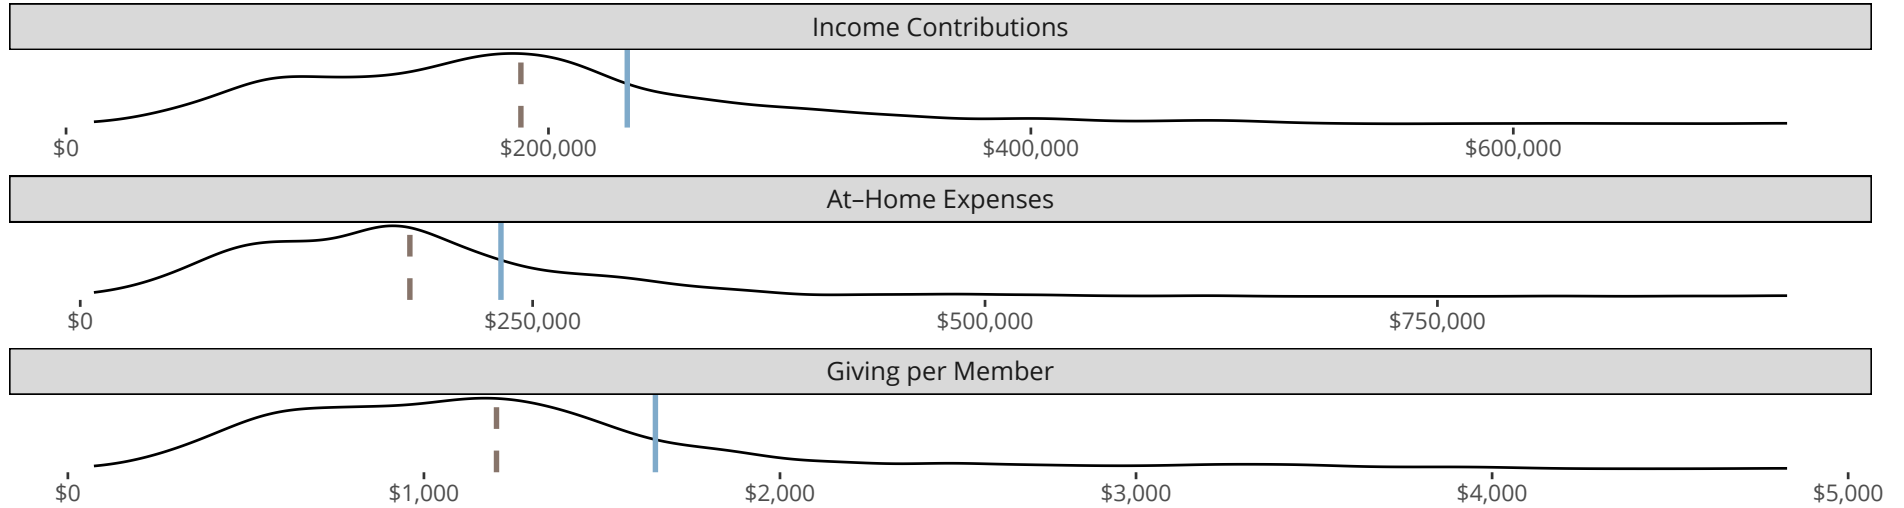 Income Contributions
$0 $200,000 $400,000 $600,000
At–Home Expenses
$0 $250,000 $500,000 $750,000
Giving per Member
$0 $1,000 $2,000 $3,000 $4,000 $5,000